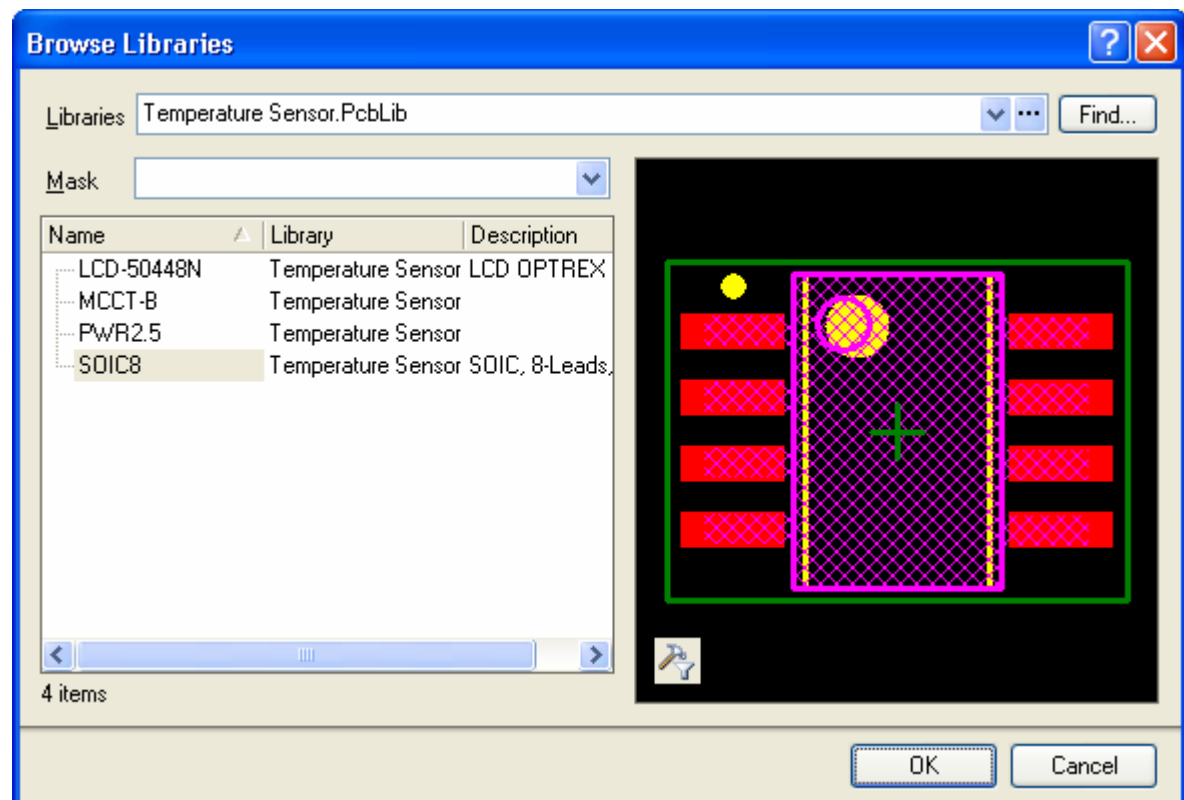 Browse Libraries
Libraries Temperature Sensor.PcbLib ... Find...
Mask
Name Library Description
LCD-50448N Temperature Sensor LCD OPTREX
MCCT-B Temperature Sensor
PWR2.5 Temperature Sensor
SOIC8 Temperature Sensor SOIC, 8-Leads,
4 items
OK Cancel